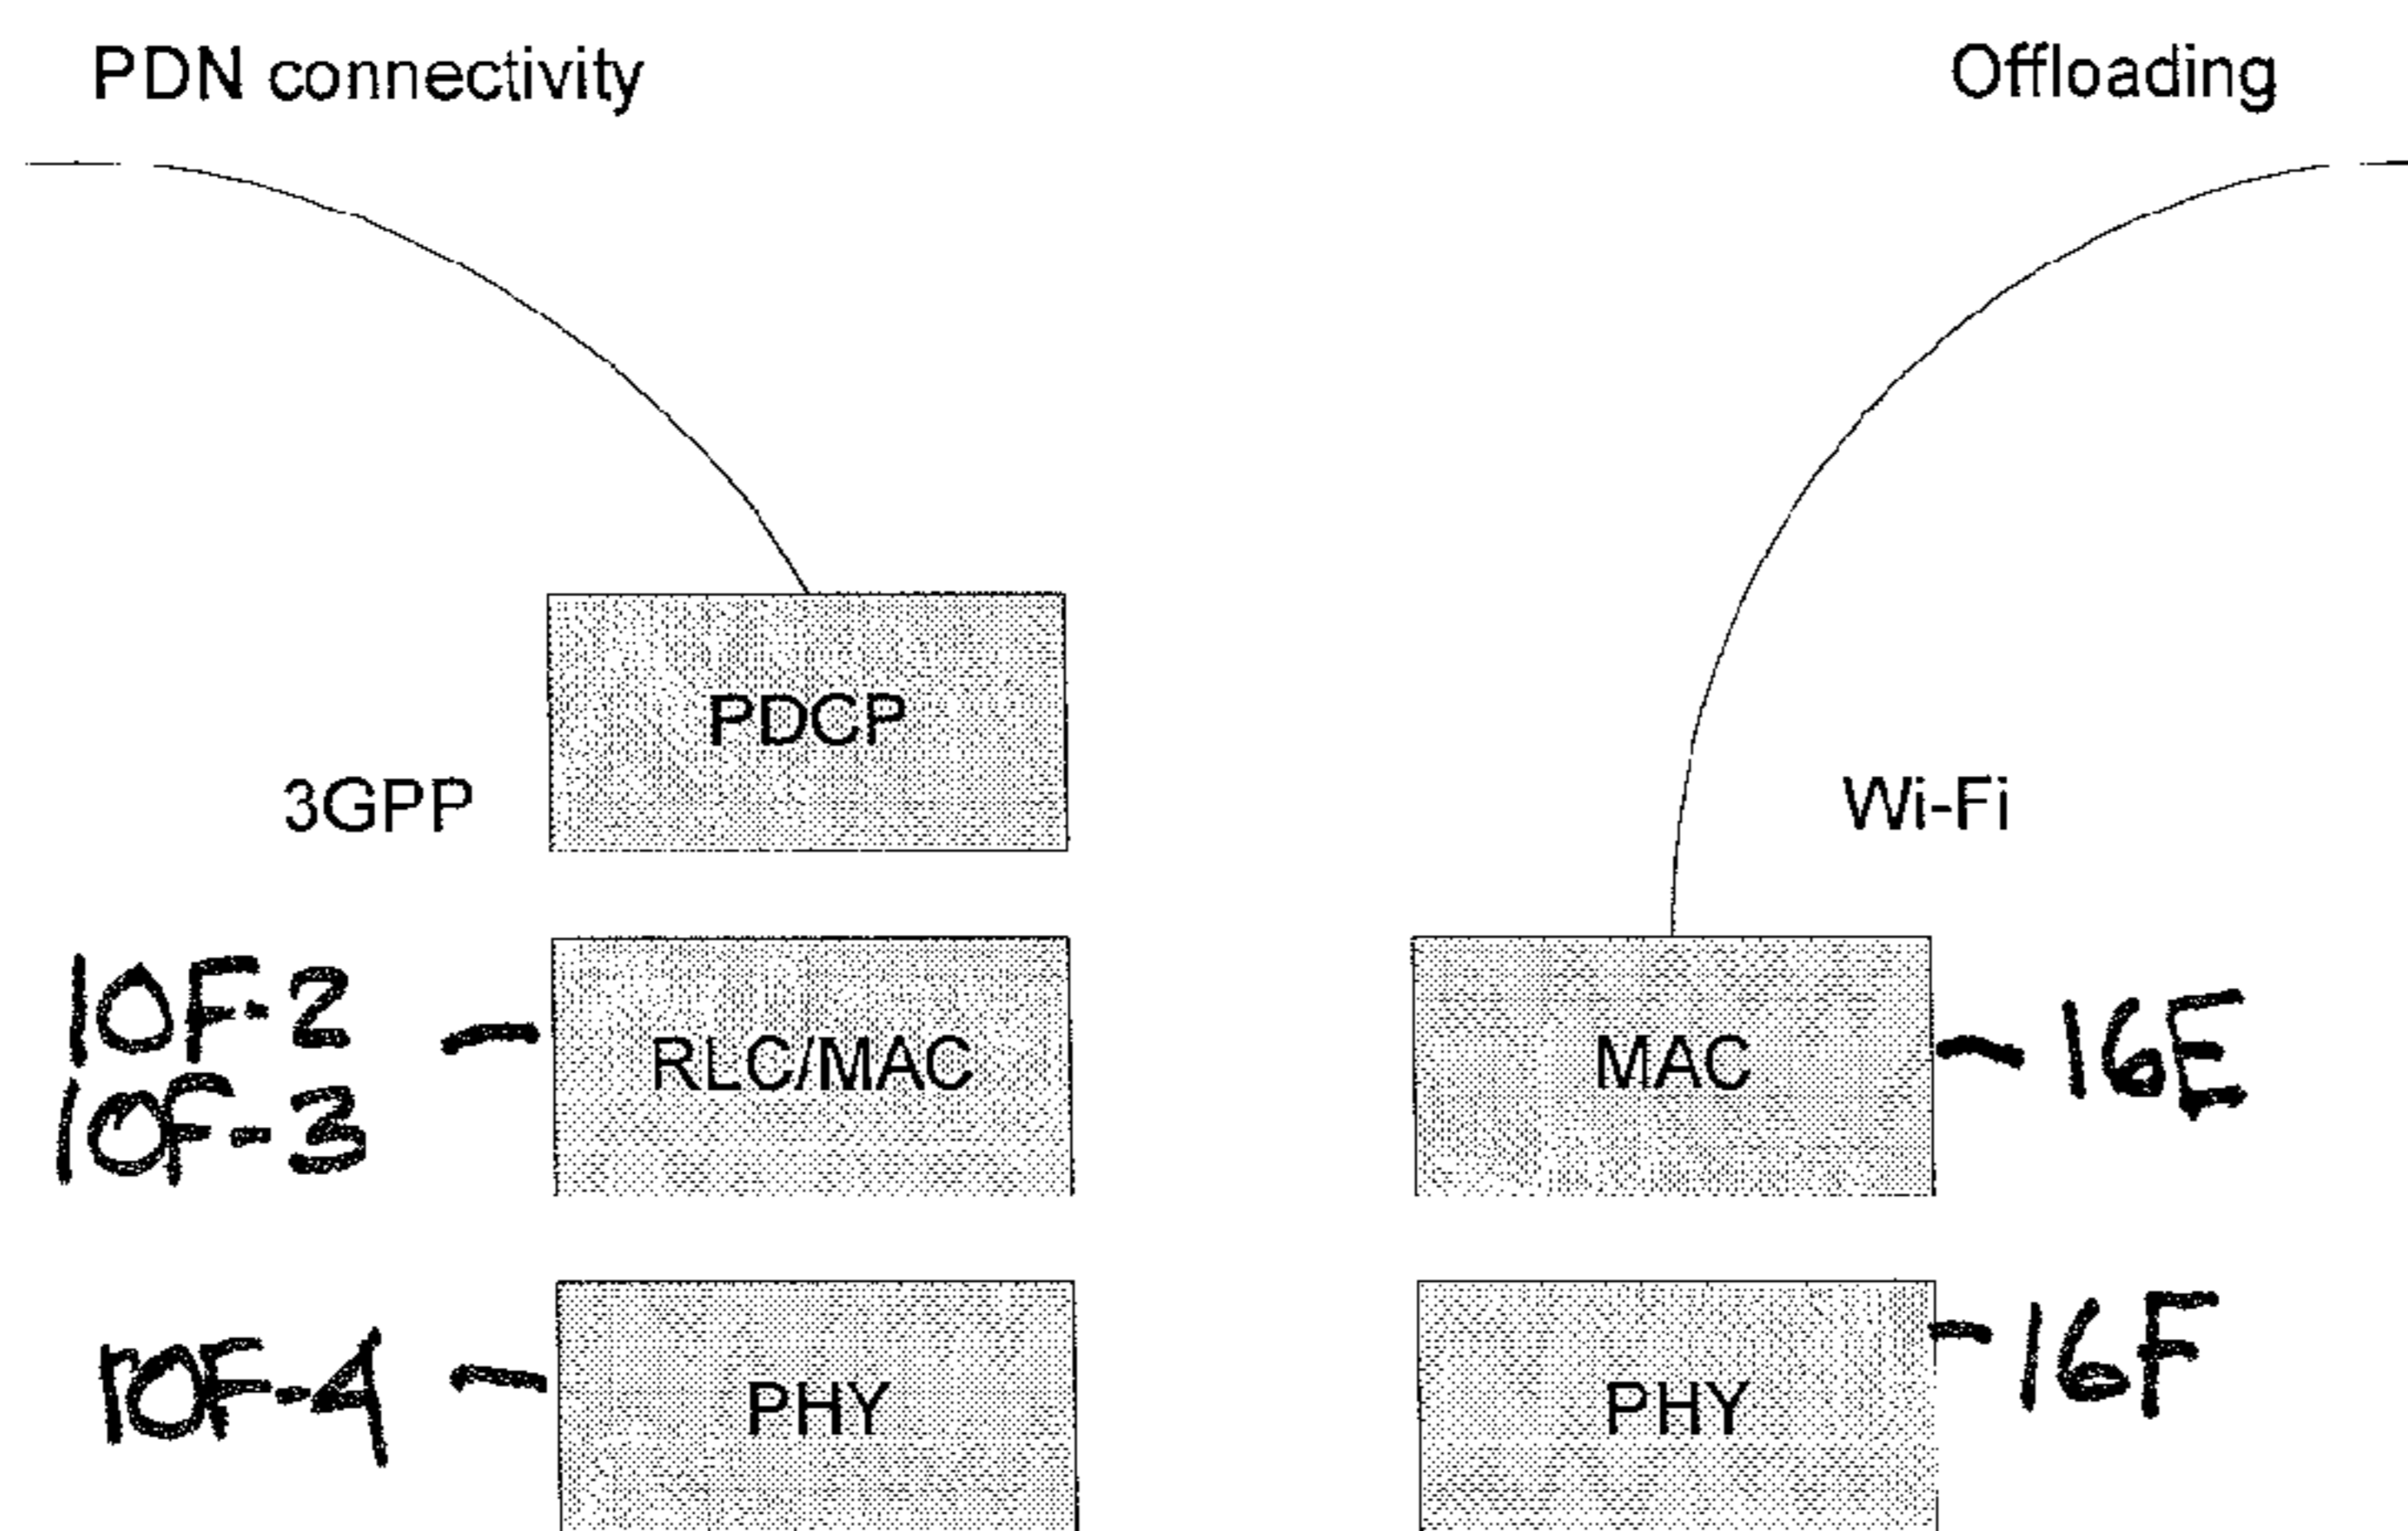 PDN connectivity
Offloading
PDCP
3GPP
Wi-Fi
10F-2
10F-3
RLC/MAC
MAC
16E
10F-4
PHY
PHY
16F